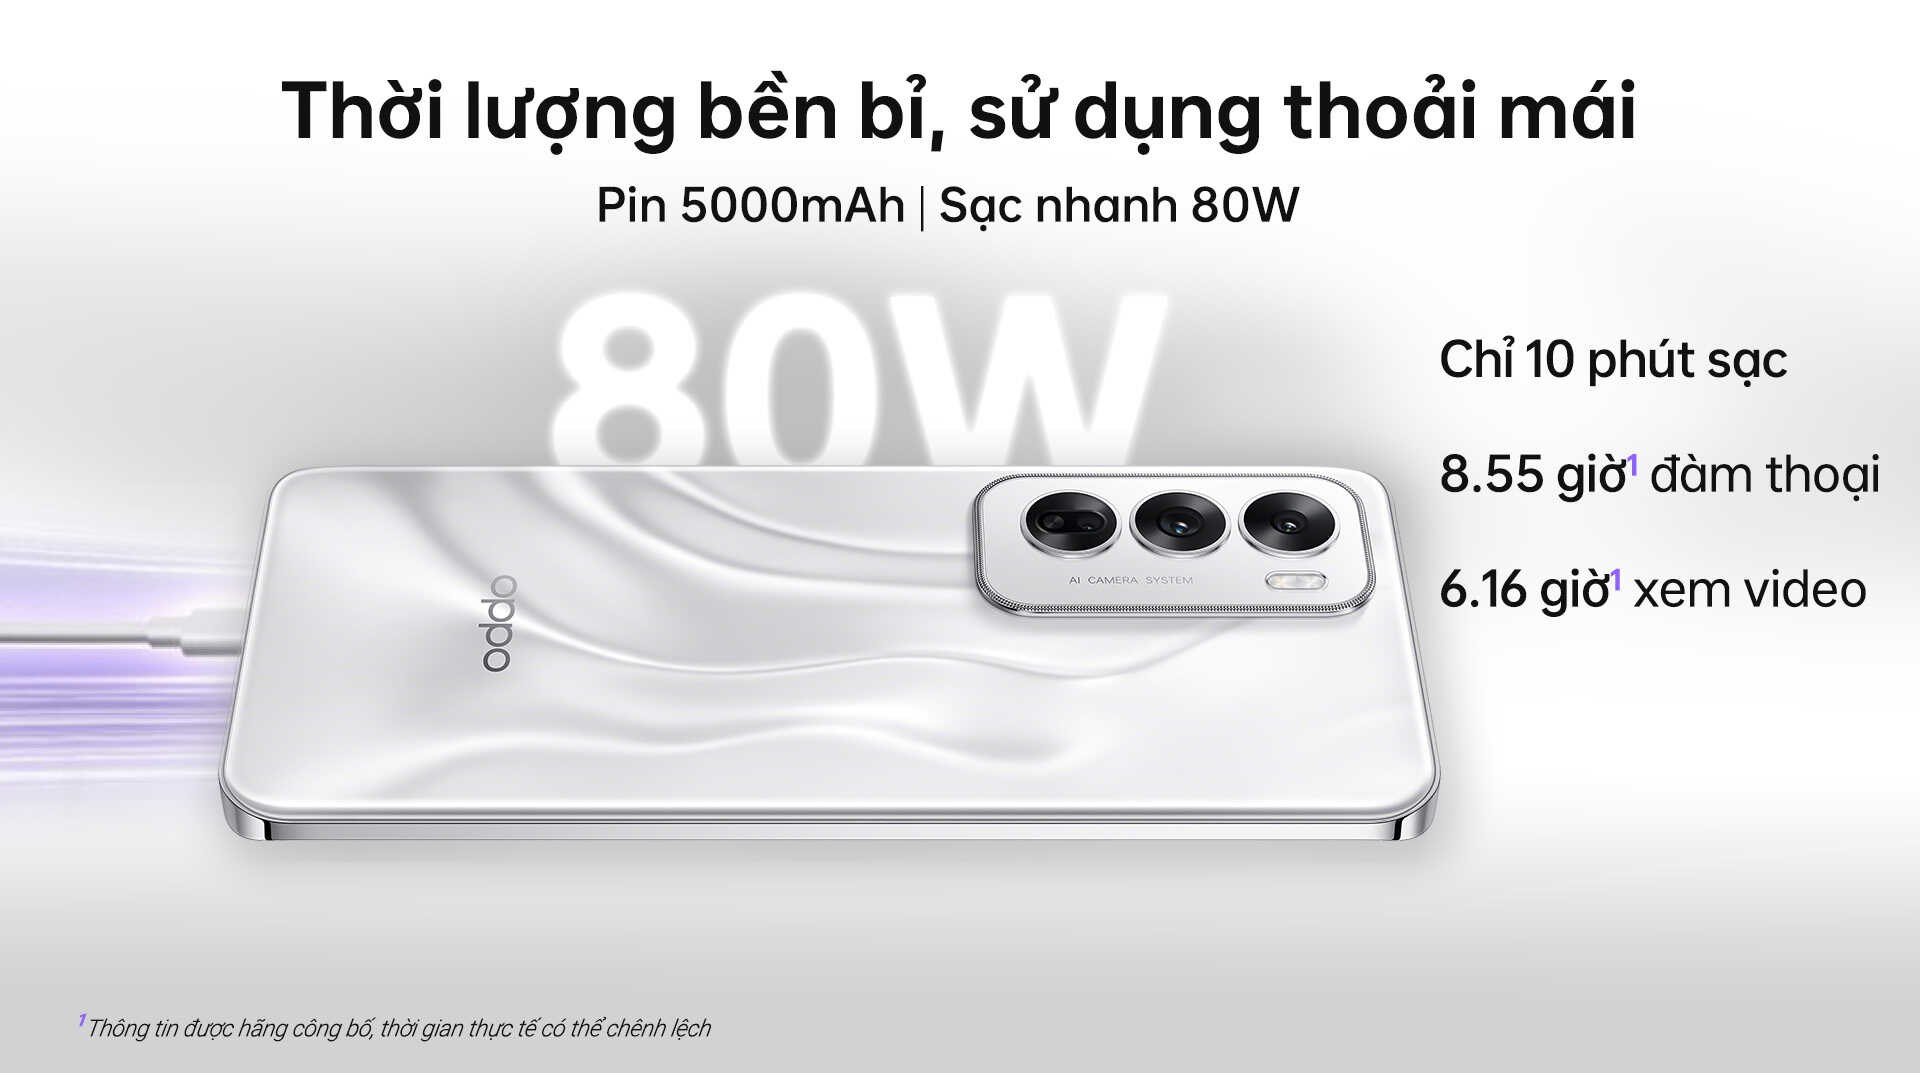 Thời lượng bền bỉ, sử dụng thoải mái
Pin 5000mAh | Sạc nhanh 80W
80W
Chỉ 10 phút sạc
8.55 giờ¹ đàm thoại
6.16 giờ¹ xem video
AI CAMERA SYSTEM
oppo
¹Thông tin được hãng công bố, thời gian thực tế có thể chênh lệch